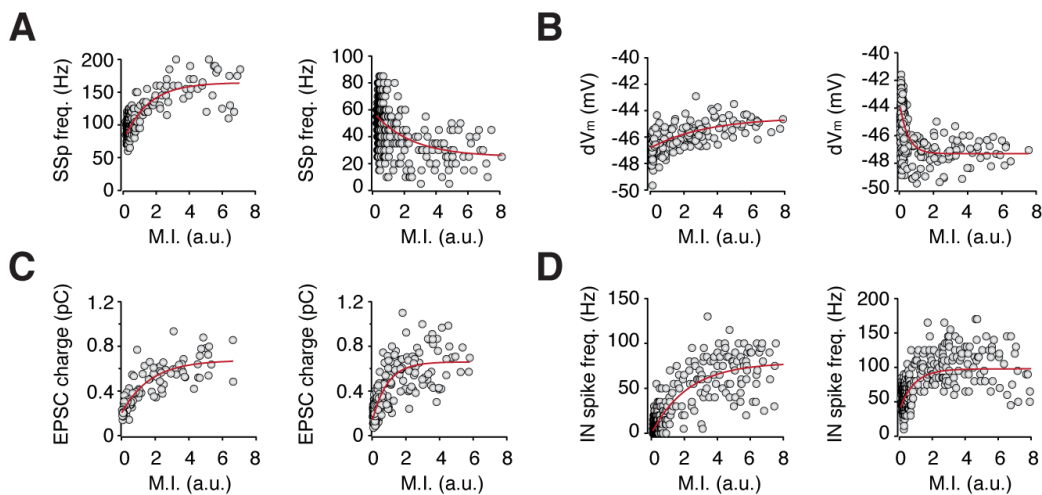 A
SSp freq. (Hz)
200
150
100
50
0
0 2 4 6 8
M.I. (a.u.)
SSp freq. (Hz)
100
80
60
40
20
0
0 2 4 6 8
M.I. (a.u.)
B
dVm (mV)
-40
-42
-44
-46
-48
-50
0 2 4 6 8
M.I. (a.u.)
dVm (mV)
-40
-42
-44
-46
-48
-50
0 2 4 6 8
M.I. (a.u.)
C
EPSC charge (pC)
1.2
0.8
0.4
0
0 2 4 6 8
M.I. (a.u.)
EPSC charge (pC)
1.2
0.8
0.4
0
0 2 4 6 8
M.I. (a.u.)
D
IN spike freq. (Hz)
150
100
50
0
0 2 4 6 8
M.I. (a.u.)
IN spike freq. (Hz)
200
150
100
50
0
0 2 4 6 8
M.I. (a.u.)